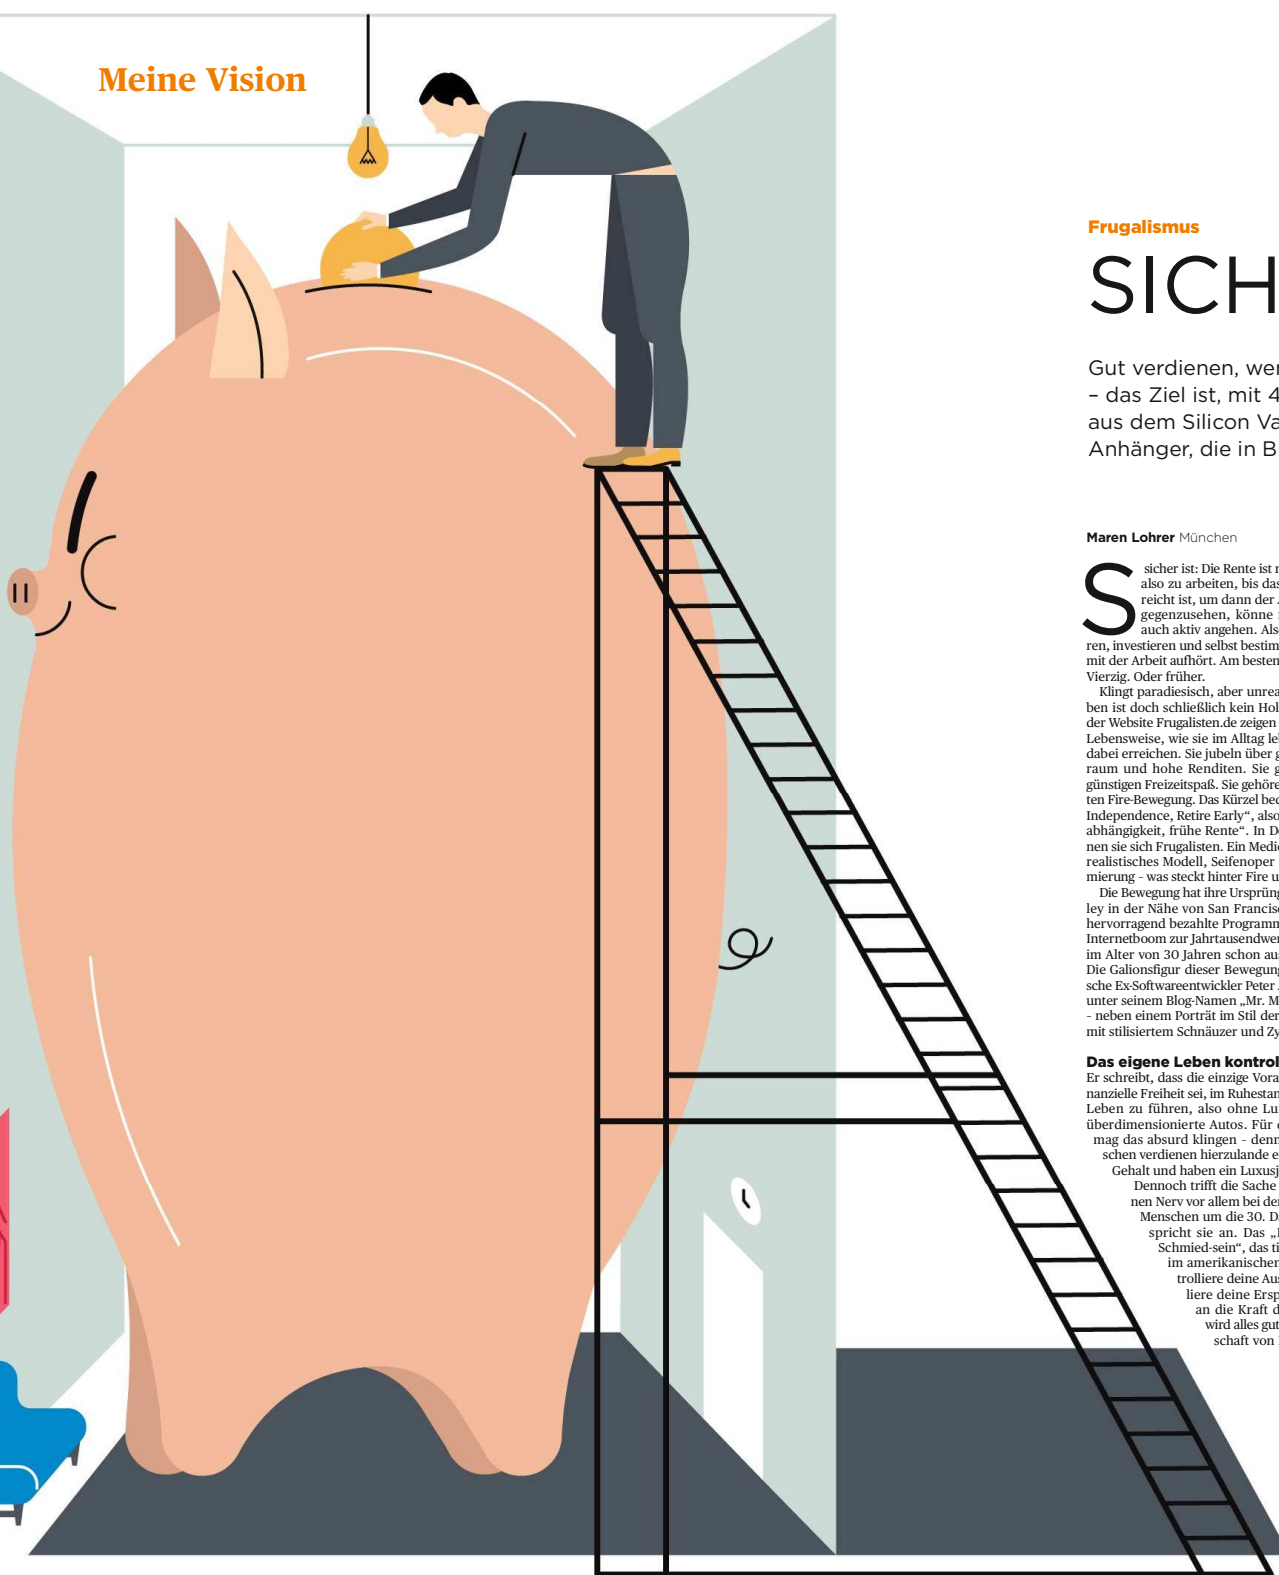 Meine Vision
Frugalismus
SICH
Gut verdienen, wer
– das Ziel ist, mit 4
aus dem Silicon Va
Anhänger, die in B
Maren Lohrer München
S sicher ist: Die Rente ist
also zu arbeiten, bis das
reicht ist, um dann der
gegenzusehen, könne
auch aktiv angehen. Als
ren, investieren und selbst bestim
mit der Arbeit aufhört. Am besten
Vierzig. Oder früher.
Klingt paradiesisch, aber unrea
ben ist doch schließlich kein Hol
der Website Frugalisten.de zeigen
Lebensweise, wie sie im Alltag le
dabei erreichen. Sie jubeln über g
raum und hohe Renditen. Sie g
günstigen Freizeitspaß. Sie gehöre
ten Fire-Bewegung. Das Kürzel bed
Independence, Retire Early“, also
abhängigkeit, frühe Rente“. In D
nen sie sich Frugalisten. Ein Medi
realistisches Modell, Seifenoper
mierung - was steckt hinter Fire u
Die Bewegung hat ihre Ursprüng
ley in der Nähe von San Francis
hervorragend bezahlte Programm
Internetboom zur Jahrtausendwe
im Alter von 30 Jahren schon aus
Die Galionsfigur dieser Bewegung
sche Ex-Softwareentwickler Peter
unter seinem Blog-Namen „Mr. M
- neben einem Porträt im Stil der
mit stilisiertem Schnäuzer und Zy
Das eigene Leben kontrol
Er schreibt, dass die einzige Vora
nanzielle Freiheit sei, im Ruhestan
Leben zu führen, also ohne Lu
überdimensionierte Autos. Für
mag das absurd klingen - denn
schen verdienen hierzulande e
Gehalt und haben ein Luxusj
Dennoch trifft die Sache
nen Nerv vor allem bei der
Menschen um die 30. D
spricht sie an. Das „
Schmied-sein“, das ti
im amerikanischen
trolliere deine Aus
liere deine Ersp
an die Kraft d
wird alles gut
schaft von